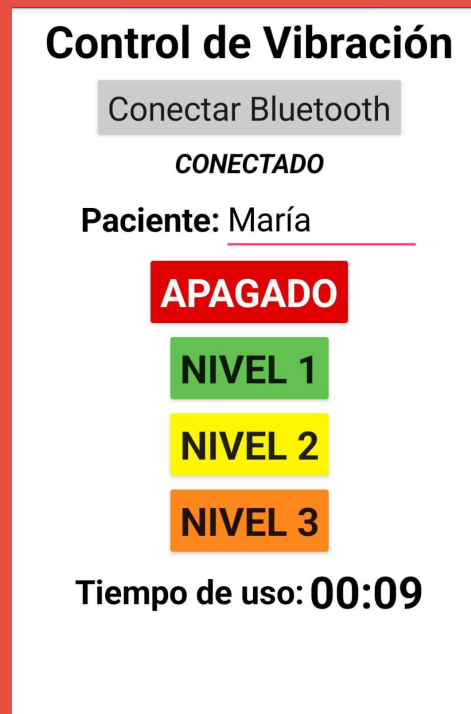 Control de Vibración
Conectar Bluetooth
CONECTADO
Paciente: María
APAGADO
NIVEL 1
NIVEL 2
NIVEL 3
Tiempo de uso: 00:09